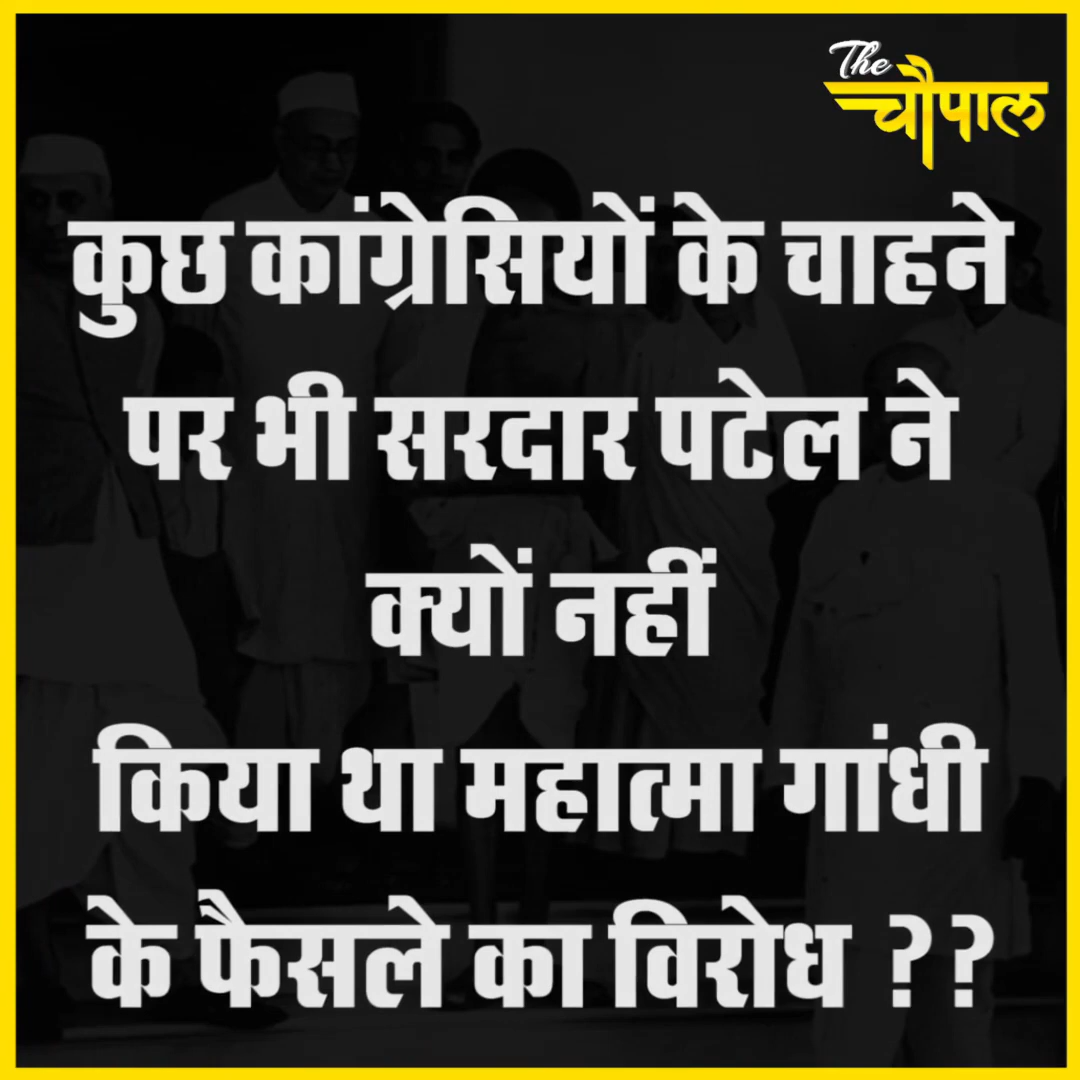 The
चौपाल
कुछ कांग्रेसियों के चाहने
पर भी सरदार पटेल ने
क्यों नहीं
किया था महात्मा गांधी
के फैसले का विरोध ??